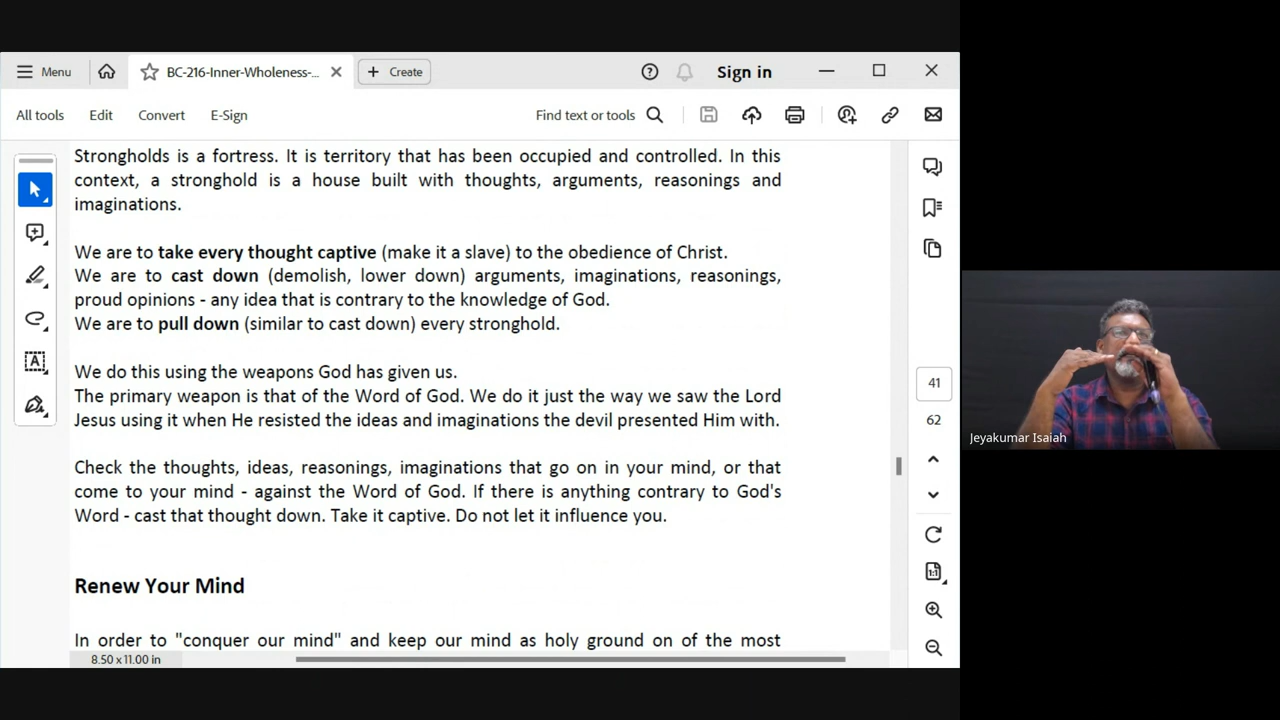 Menu
BC-216-Inner-Wholeness-...
Create
Sign in
All tools
Edit
Convert
E-Sign
Find text or tools
Strongholds is a fortress. It is territory that has been occupied and controlled. In this
context, a stronghold is a house built with thoughts, arguments, reasonings and
imaginations.
We are to take every thought captive (make it a slave) to the obedience of Christ.
We are to cast down (demolish, lower down) arguments, imaginations, reasonings,
proud opinions - any idea that is contrary to the knowledge of God.
We are to pull down (similar to cast down) every stronghold.
We do this using the weapons God has given us.
The primary weapon is that of the Word of God. We do it just the way we saw the Lord
Jesus using it when He resisted the ideas and imaginations the devil presented Him with.
Check the thoughts, ideas, reasonings, imaginations that go on in your mind, or that
come to your mind - against the Word of God. If there is anything contrary to God's
Word - cast that thought down. Take it captive. Do not let it influence you.
Renew Your Mind
In order to "conquer our mind" and keep our mind as holy ground on of the most
8.50 x 11.00 in
41
62
1:1
Jeyakumar Isaiah